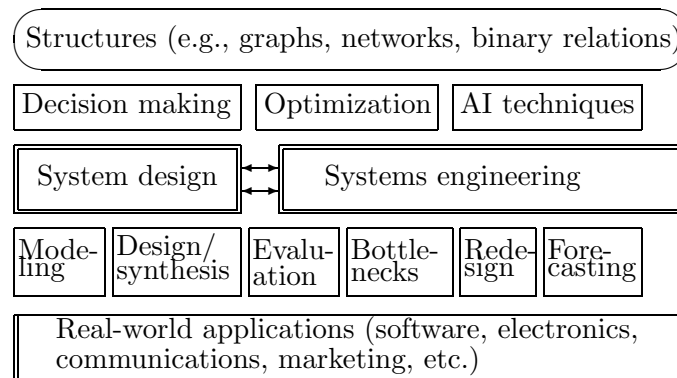 Structures (e.g., graphs, networks, binary relations)
Decision making Optimization AI techniques
System design Systems engineering
Mode- Design/ Evalu- Bottle- Rede- Fore-
ling synthesis ation necks sign casting
Real-world applications (software, electronics,
communications, marketing, etc.)